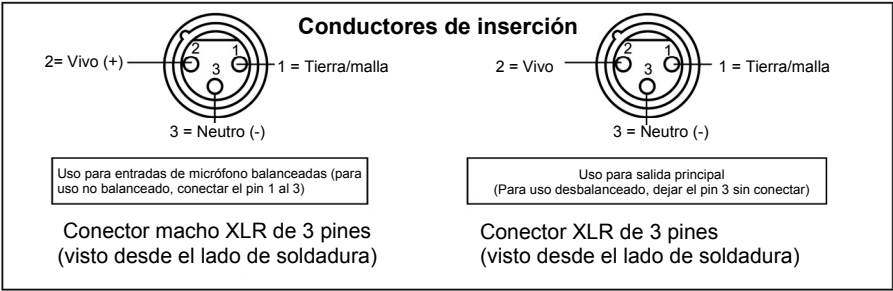 Conductores de inserción
2= Vivo (+)
2
1
3
1 = Tierra/malla
3 = Neutro (-)
Uso para entradas de micrófono balanceadas (para
uso no balanceado, conectar el pin 1 al 3)
Conector macho XLR de 3 pines
(visto desde el lado de soldadura)
2 = Vivo
2
1
3
1 = Tierra/malla
3 = Neutro (-)
Uso para salida principal
(Para uso desbalanceado, dejar el pin 3 sin conectar)
Conector XLR de 3 pines
(visto desde el lado de soldadura)